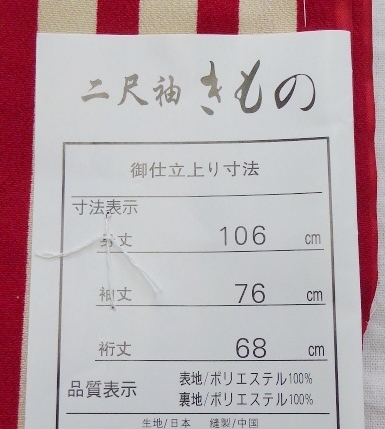 二尺袖 きもの
御仕立上り寸法
寸法表示
身丈 106 cm
袖丈 76 cm
裄丈 68 cm
品質表示 表地/ポリエステル100%
裏地/ポリエステル100%
生地/日本 縫製/中国